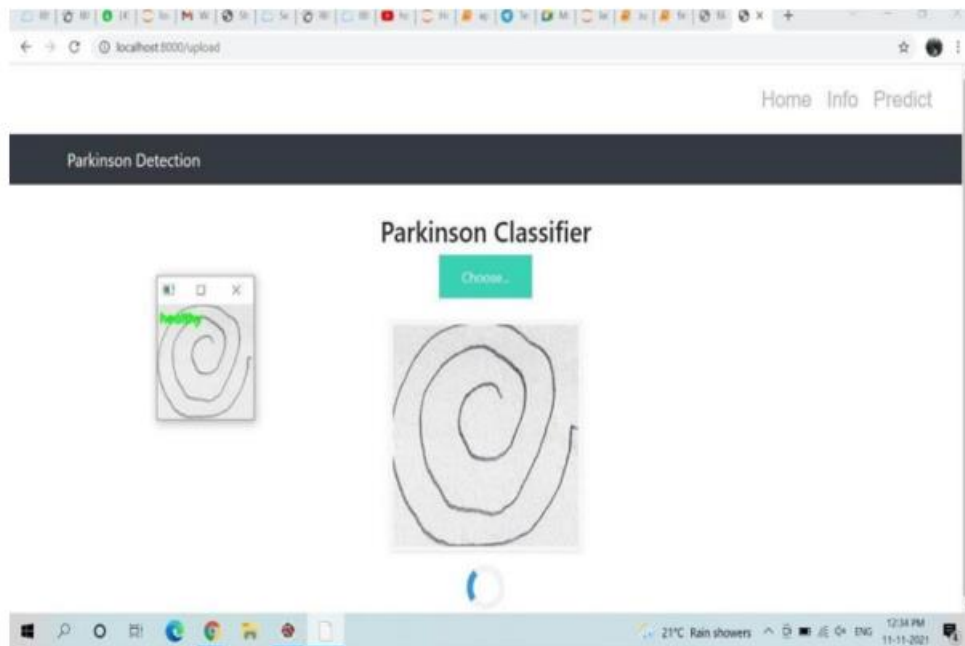 localhost:8000/upload
Home Info Predict
Parkinson Detection
Parkinson Classifier
Choose..
healthy
21°C Rain showers
ENG
12:34 PM
11-11-2021